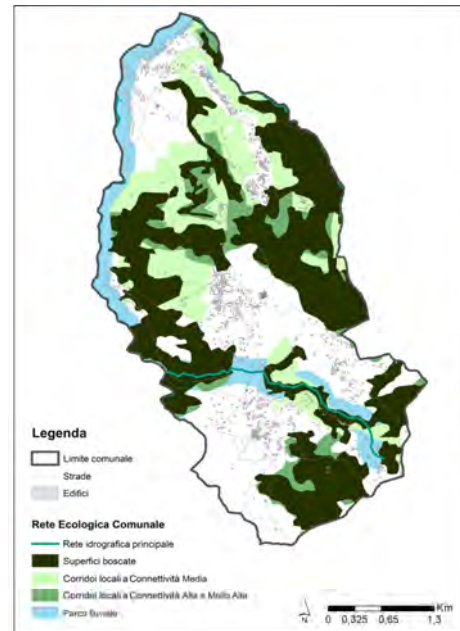 Legenda
Limite comunale
Strade
Edifici
Rete Ecologica Comunale
Rete idrografica principale
Superfici boscate
Corridoi locali a Connettività Media
Corridoi locali a Connettività Alta e Molto Alta
Parco fluviale
N
Km
0 0,325 0,65 1,3